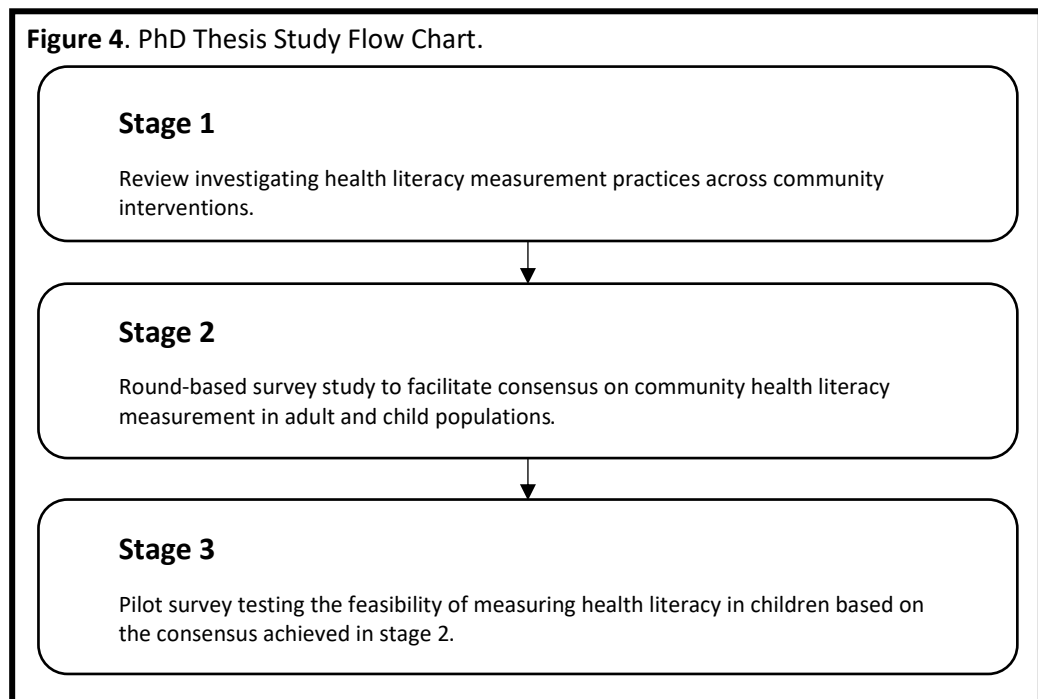 Figure 4. PhD Thesis Study Flow Chart.
Stage 1
Review investigating health literacy measurement practices across community
interventions.
Stage 2
Round-based survey study to facilitate consensus on community health literacy
measurement in adult and child populations.
Stage 3
Pilot survey testing the feasibility of measuring health literacy in children based on
the consensus achieved in stage 2.